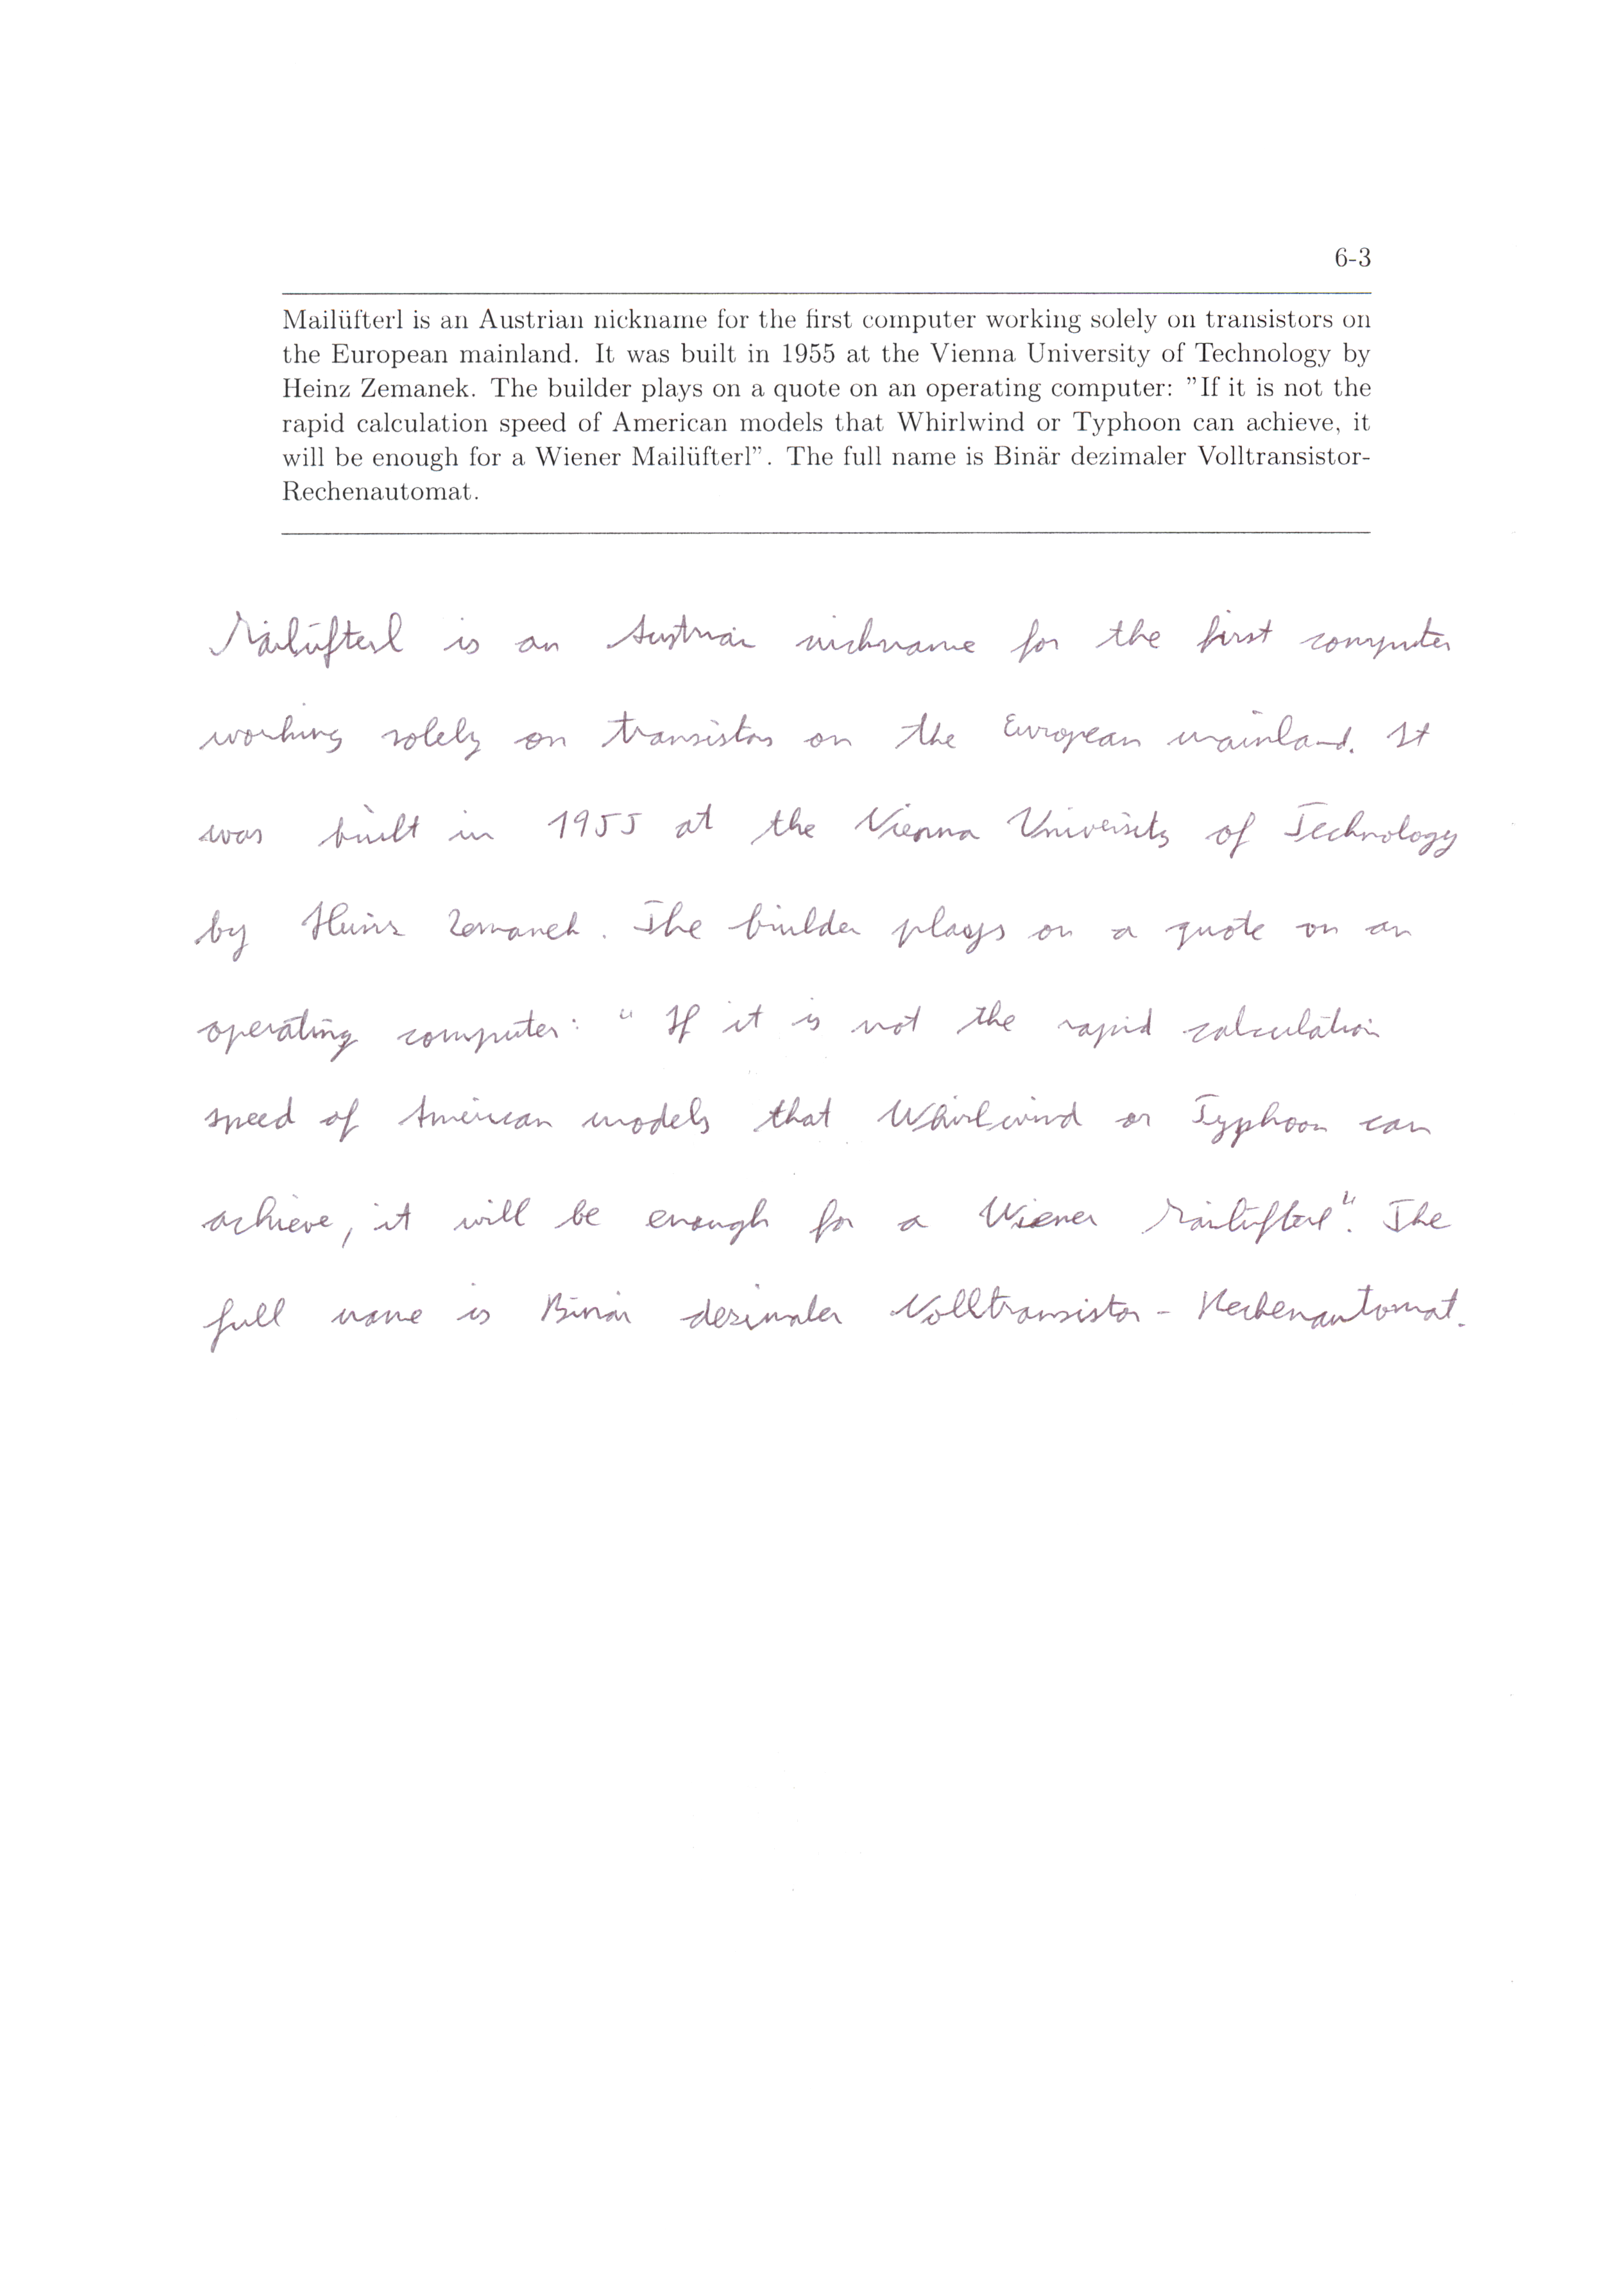 6-3
Mailüfterl is an Austrian nickname for the first computer working solely on transistors on
the European mainland. It was built in 1955 at the Vienna University of Technology by
Heinz Zemanek. The builder plays on a quote on an operating computer: ”If it is not the
rapid calculation speed of American models that Whirlwind or Typhoon can achieve, it
will be enough for a Wiener Mailüfterl”. The full name is Binär dezimaler Volltransistor-
Rechenautomat.
Mailüfterl is an Austrian nickname for the first computer
working solely on transistors on the European mainland. It
was built in 1955 at the Vienna University of Technology
by Heinz Zemanek. The builder plays on a quote on an
operating computer: "If it is not the rapid calculation
speed of American models that Whirlwind or Typhoon can
achieve, it will be enough for a Wiener Mailüfterl". The
full name is Binär dezimaler Volltransistor-Rechenautomat.